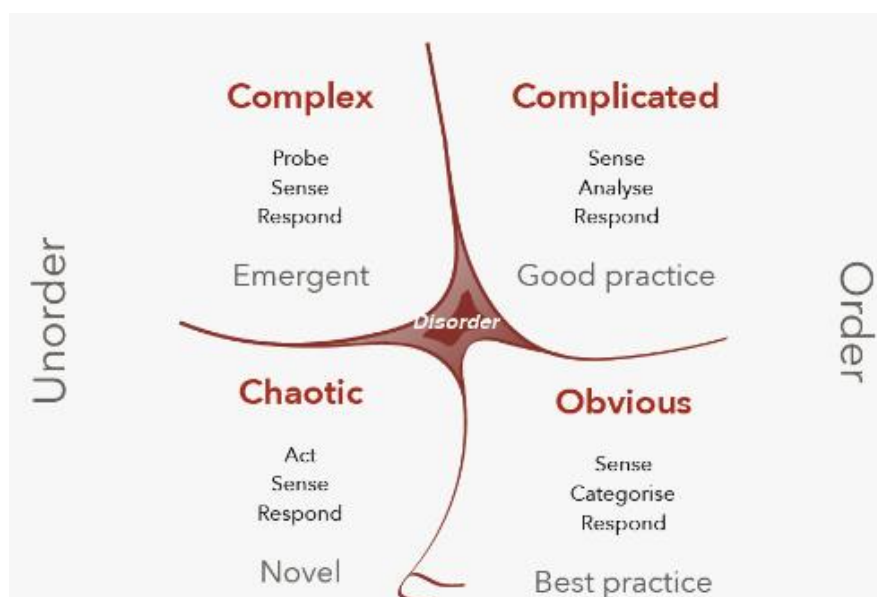 Complex
Probe
Sense
Respond
Emergent
Complicated
Sense
Analyse
Respond
Good practice
Unorder
Disorder
Order
Chaotic
Act
Sense
Respond
Novel
Obvious
Sense
Categorise
Respond
Best practice